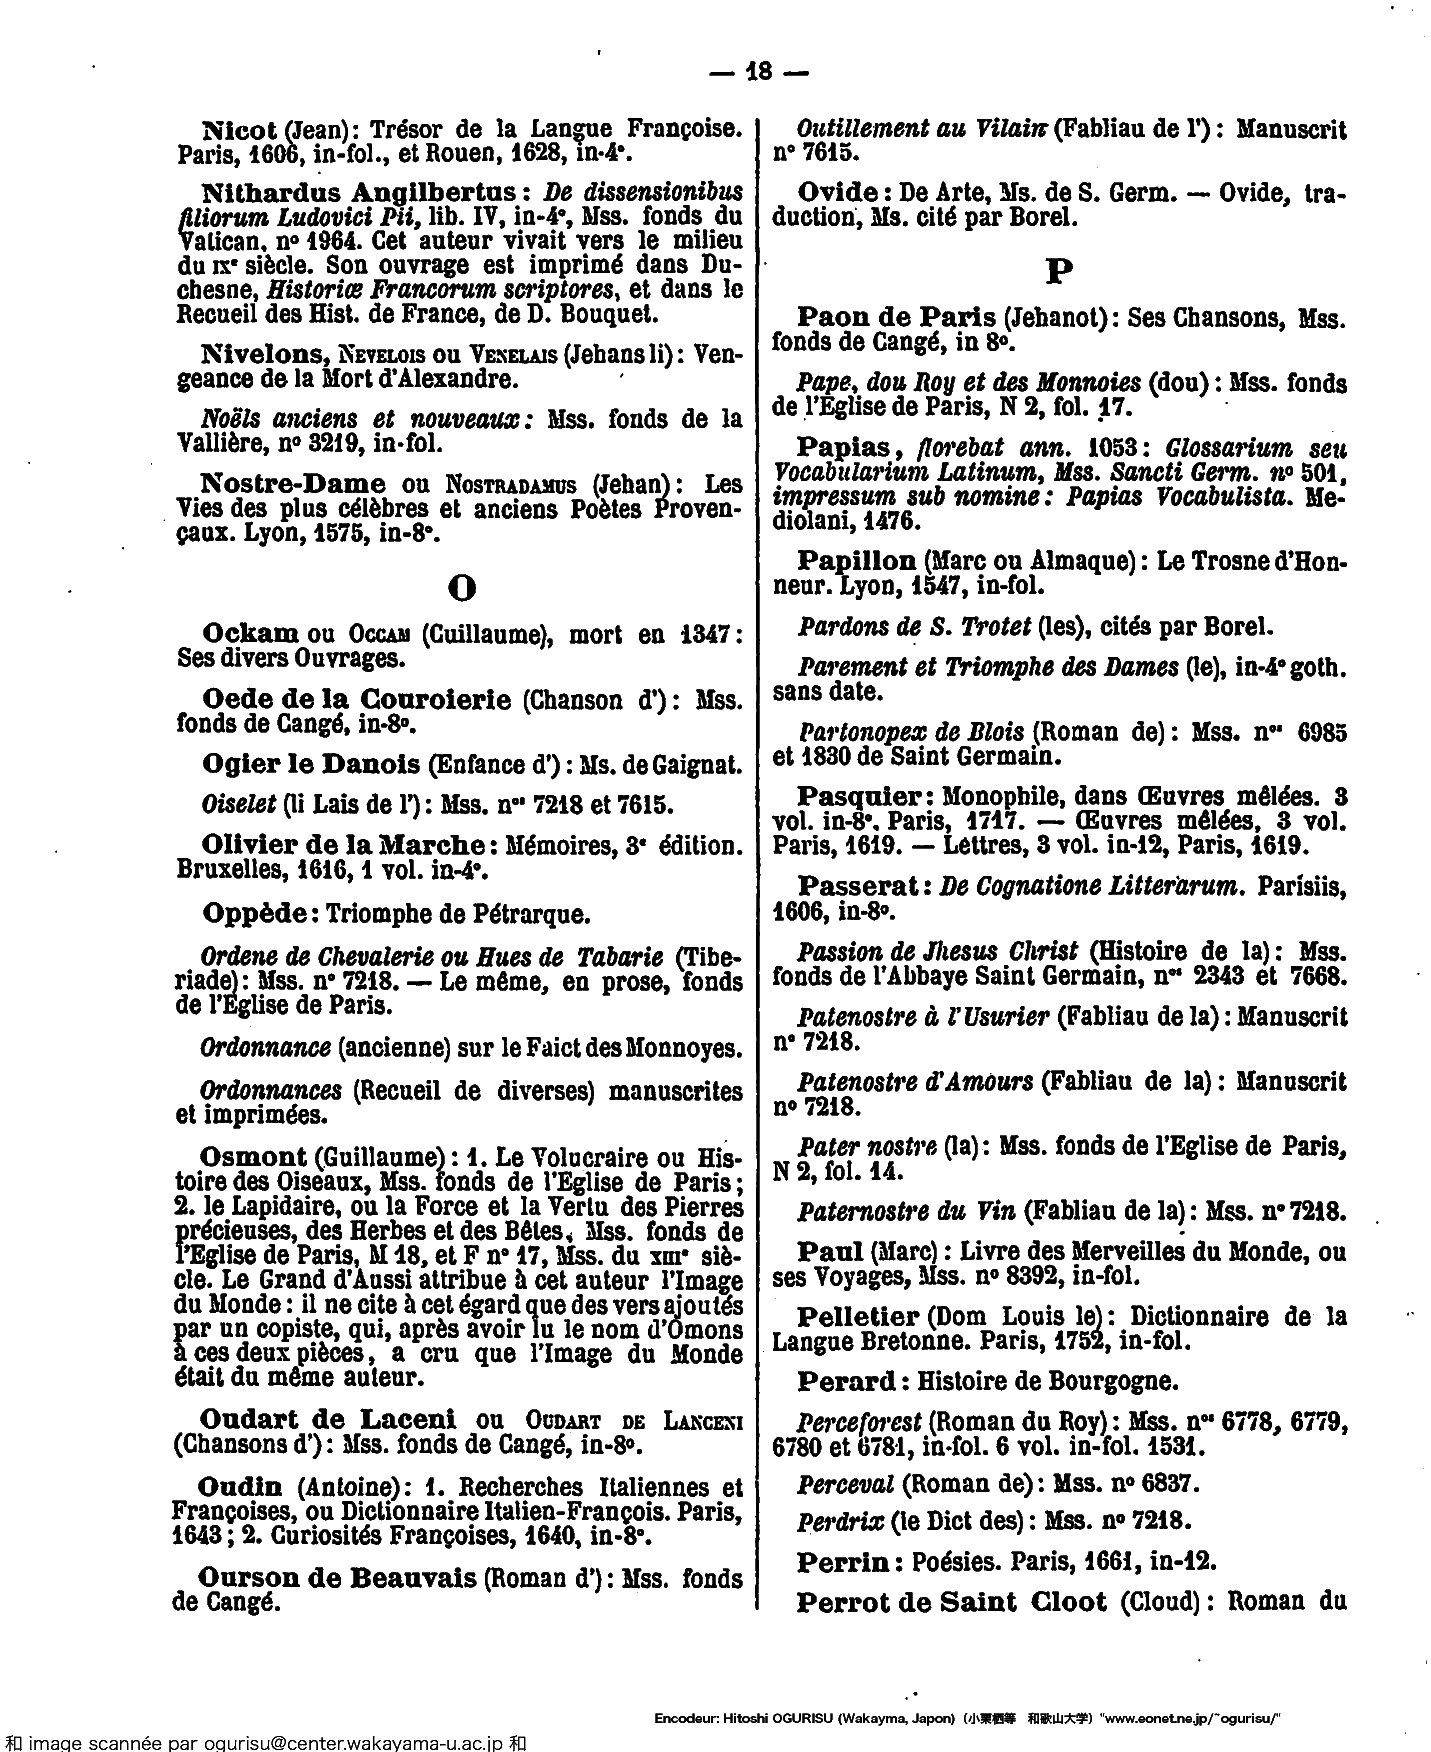 — 18 —
Nicot (Jean): Trésor de la Langue Françoise.
Paris, 1606, in-fol., et Rouen, 1628, in-4°.
Nithardus Angilbertus : De dissensionibus
filiorum Ludovici Pii, lib. IV, in-4°, Mss. fonds du
Vatican, n° 1964. Cet auteur vivait vers le milieu
du IXe siècle. Son ouvrage est imprimé dans Du-
chesne, Historiæ Francorum scriptores, et dans le
Recueil des Hist. de France, de D. Bouquet.
Nivelons, NEVELOIS ou VENELAIS (Jehans li) : Ven-
geance de la Mort d'Alexandre.
Noëls anciens et nouveaux : Mss. fonds de la
Vallière, n° 3219, in-fol.
Nostre-Dame ou NOSTRADAMUS (Jehan) : Les
Vies des plus célèbres et anciens Poètes Proven-
çaux. Lyon, 1575, in-8°.
O
Ockam ou OCCAM (Guillaume), mort en 1347 :
Ses divers Ouvrages.
Oede de la Couroierie (Chanson d') : Mss.
fonds de Cangé, in-8°.
Ogier le Danois (Enfance d') : Ms. de Gaignat.
Oiselet (li Lais de l') : Mss. nos 7218 et 7615.
Olivier de la Marche : Mémoires, 3e édition.
Bruxelles, 1616, 1 vol. in-4°.
Oppède : Triomphe de Pétrarque.
Ordene de Chevalerie ou Hues de Tabarie (Tibe-
riade) : Mss. n° 7218. — Le même, en prose, fonds
de l'Eglise de Paris.
Ordonnance (ancienne) sur le Faict des Monnoyes.
Ordonnances (Recueil de diverses) manuscrites
et imprimées.
Osmont (Guillaume) : 1. Le Volucraire ou His-
toire des Oiseaux, Mss. fonds de l'Eglise de Paris ;
2. le Lapidaire, ou la Force et la Vertu des Pierres
précieuses, des Herbes et des Bêtes, Mss. fonds de
l'Eglise de Paris, M 18, et F n° 17, Mss. du XIIIe siè-
cle. Le Grand d'Aussi attribue à cet auteur l'Image
du Monde : il ne cite à cet égard que des vers ajoutés
par un copiste, qui, après avoir lu le nom d'Omons
à ces deux pièces, a cru que l'Image du Monde
était du même auteur.
Oudart de Laceni ou OUDART DE LANCENI
(Chansons d') : Mss. fonds de Cangé, in-8°.
Oudin (Antoine) : 1. Recherches Italiennes et
Françoises, ou Dictionnaire Italien-François. Paris,
1643 ; 2. Curiosités Françoises, 1640, in-8°.
Ourson de Beauvais (Roman d') : Mss. fonds
de Cangé.
Outillement au Vilain (Fabliau de l') : Manuscrit
n° 7615.
Ovide : De Arte, Ms. de S. Germ. — Ovide, tra-
duction, Ms. cité par Borel.
P
Paon de Paris (Jehanot) : Ses Chansons, Mss.
fonds de Cangé, in 8°.
Pape, dou Roy et des Monnoies (dou) : Mss. fonds
de l'Eglise de Paris, N 2, fol. 17.
Papias, florebat ann. 1053 : Glossarium seu
Vocabularium Latinum, Mss. Sancti Germ. n° 501,
impressum sub nomine : Papias Vocabulista. Me-
diolani, 1476.
Papillon (Marc ou Almaque) : Le Trosne d'Hon-
neur. Lyon, 1547, in-fol.
Pardons de S. Trotet (les), cités par Borel.
Parement et Triomphe des Dames (le), in-4° goth.
sans date.
Partonopex de Blois (Roman de) : Mss. nos 6985
et 1830 de Saint Germain.
Pasquier : Monophile, dans Œuvres mêlées. 3
vol. in-8°. Paris, 1717. — Œuvres mêlées, 3 vol.
Paris, 1619. — Lettres, 3 vol. in-12, Paris, 1619.
Passerat : De Cognatione Litterarum. Parisiis,
1606, in-8°.
Passion de Jhesus Christ (Histoire de la) : Mss.
fonds de l'Abbaye Saint Germain, nos 2343 et 7668.
Patenostre à l'Usurier (Fabliau de la) : Manuscrit
n° 7218.
Patenostre d'Amours (Fabliau de la) : Manuscrit
n° 7218.
Pater nostre (la) : Mss. fonds de l'Eglise de Paris,
N 2, fol. 14.
Paternostre du Vin (Fabliau de la) : Mss. n° 7218.
Paul (Marc) : Livre des Merveilles du Monde, ou
ses Voyages, Mss. n° 8392, in-fol.
Pelletier (Dom Louis le) : Dictionnaire de la
Langue Bretonne. Paris, 1752, in-fol.
Perard : Histoire de Bourgogne.
Perceforest (Roman du Roy) : Mss. nos 6778, 6779,
6780 et 6781, in-fol. 6 vol. in-fol. 1531.
Perceval (Roman de) : Mss. n° 6837.
Perdrix (le Dict des) : Mss. n° 7218.
Perrin : Poésies. Paris, 1661, in-12.
Perrot de Saint Cloot (Cloud) : Roman du
Encodeur: Hitoshi OGURISU (Wakayma, Japon) (小栗栖等 和歌山大学) "www.eonet.ne.jp/~ogurisu/"
和 image scannée par ogurisu@center.wakayama-u.ac.jp 和